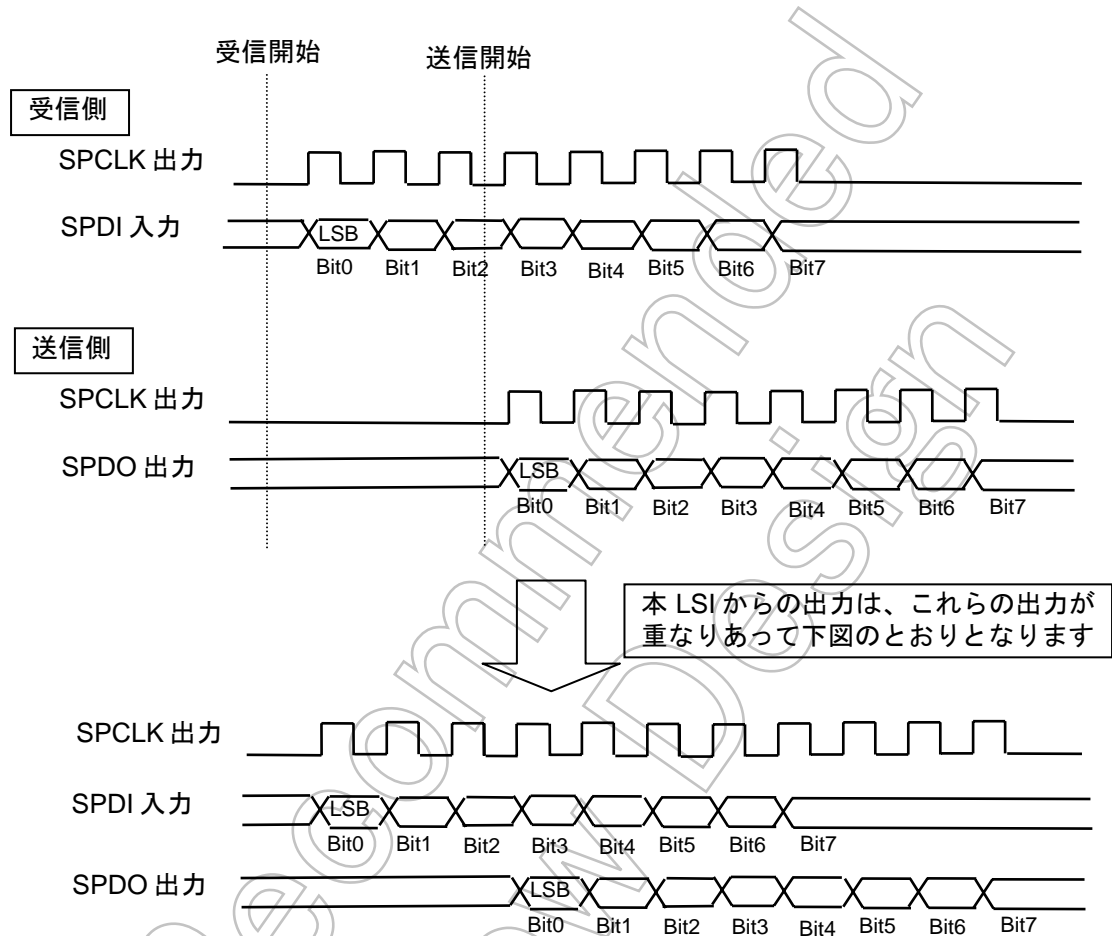 受信開始
送信開始
受信側
SPCLK 出力
SPDI 入力
LSB
Bit0 Bit1 Bit2 Bit3 Bit4 Bit5 Bit6 Bit7
送信側
SPCLK 出力
SPDO 出力
LSB
Bit0 Bit1 Bit2 Bit3 Bit4 Bit5 Bit6 Bit7
本 LSI からの出力は、これらの出力が
重なりあって下図のとおりとなります
SPCLK 出力
SPDI 入力
LSB
Bit0 Bit1 Bit2 Bit3 Bit4 Bit5 Bit6 Bit7
SPDO 出力
LSB
Bit0 Bit1 Bit2 Bit3 Bit4 Bit5 Bit6 Bit7
Recommended
Design